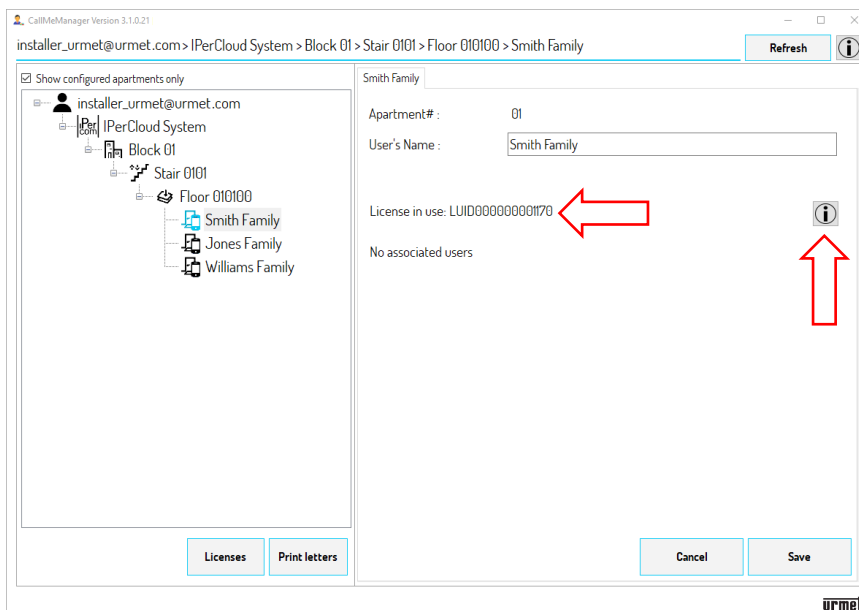 CallMeManager Version 3.1.0.21
installer_urmet@urmet.com > IPerCloud System > Block 01 > Stair 0101 > Floor 010100 > Smith Family
Refresh
Show configured apartments only
installer_urmet@urmet.com
IPer com IPerCloud System
Block 01
Stair 0101
Floor 010100
Smith Family
Jones Family
Williams Family
Licenses
Print letters
Smith Family
Apartment# : 01
User's Name : Smith Family
License in use: LUID000000001170
No associated users
Cancel
Save
urmet